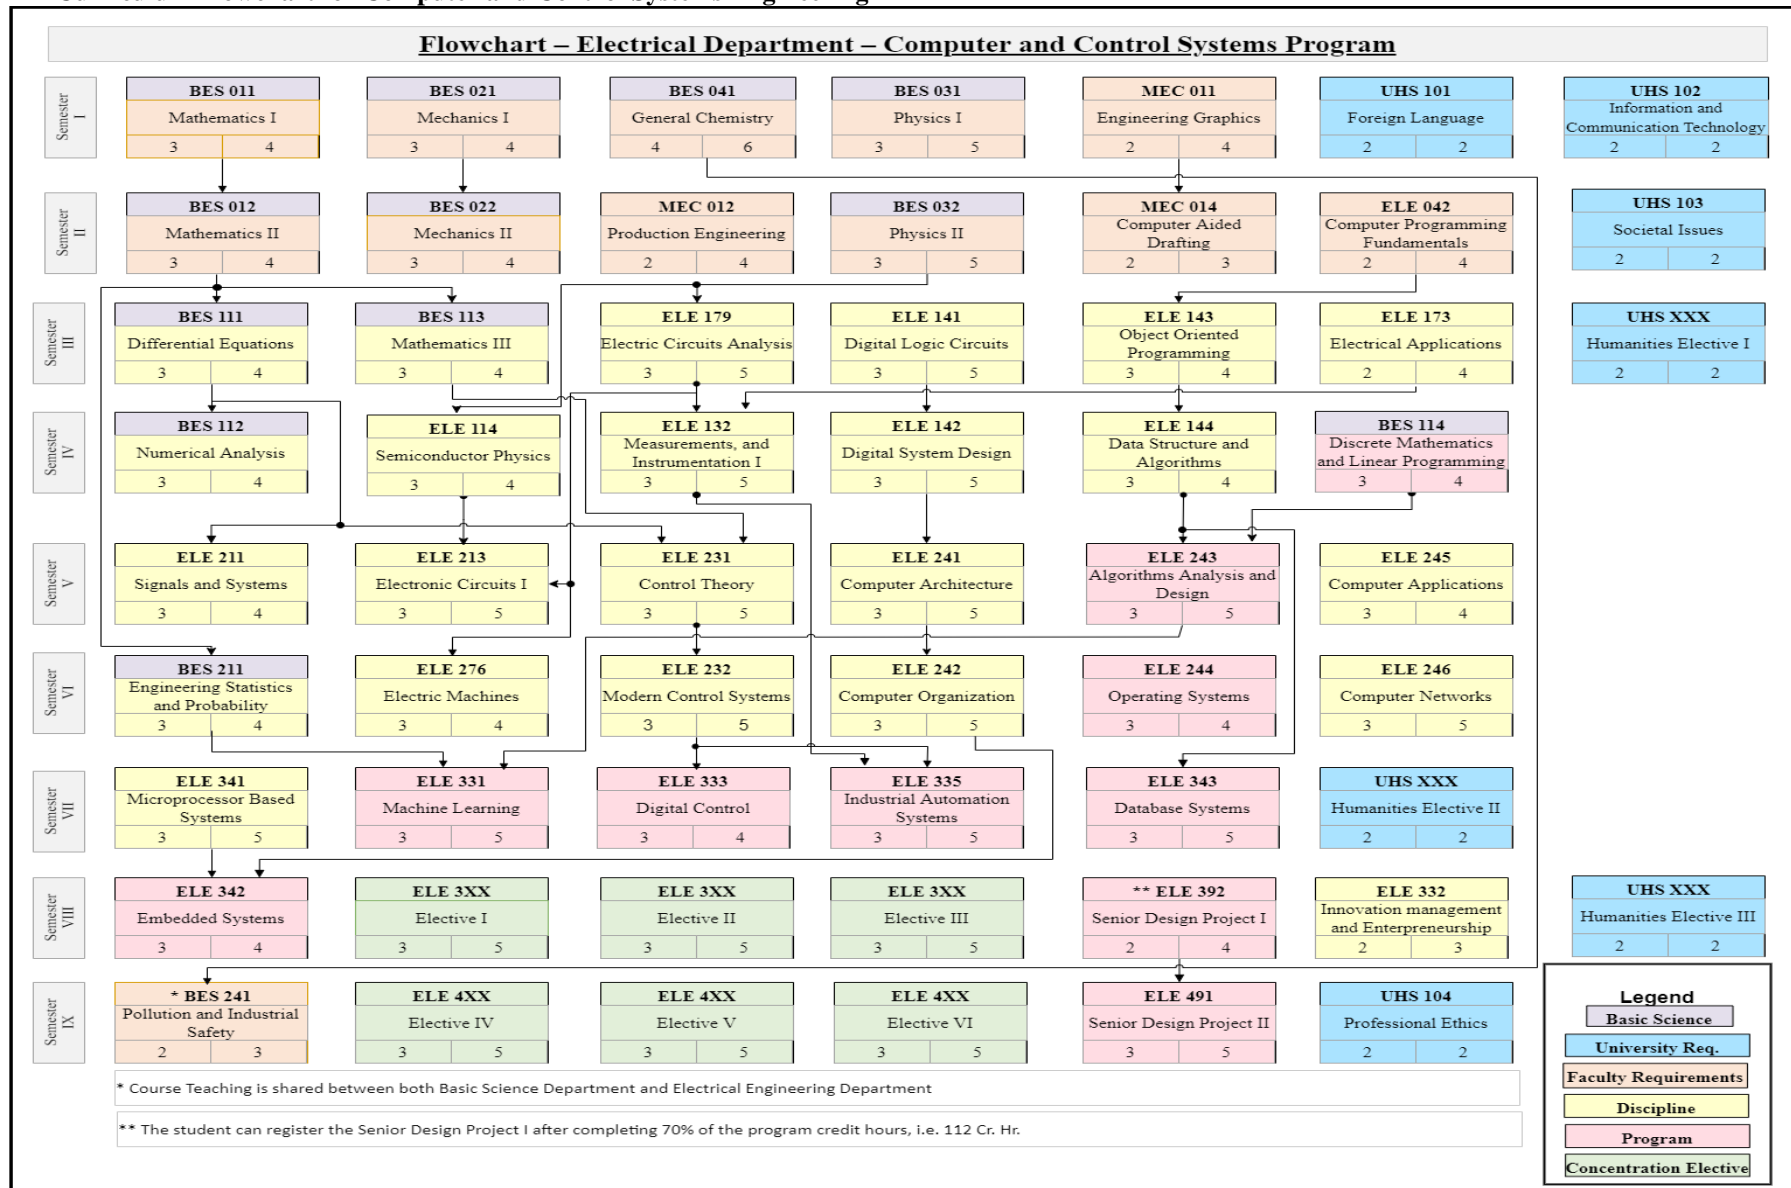 Flowchart – Electrical Department – Computer and Control Systems Program
Semester
I
BES 011
Mathematics I
3 4
BES 021
Mechanics I
3 4
BES 041
General Chemistry
4 6
BES 031
Physics I
3 5
MEC 011
Engineering Graphics
2 4
UHS 101
Foreign Language
2 2
UHS 102
Information and
Communication Technology
2 2
Semester
II
BES 012
Mathematics II
3 4
BES 022
Mechanics II
3 4
MEC 012
Production Engineering
2 4
BES 032
Physics II
3 5
MEC 014
Computer Aided
Drafting
2 3
ELE 042
Computer Programming
Fundamentals
2 4
UHS 103
Societal Issues
2 2
Semester
III
BES 111
Differential Equations
3 4
BES 113
Mathematics III
3 4
ELE 179
Electric Circuits Analysis
3 5
ELE 141
Digital Logic Circuits
3 5
ELE 143
Object Oriented
Programming
3 4
ELE 173
Electrical Applications
2 4
UHS XXX
Humanities Elective I
2 2
Semester
IV
BES 112
Numerical Analysis
3 4
ELE 114
Semiconductor Physics
3 4
ELE 132
Measurements, and
Instrumentation I
3 5
ELE 142
Digital System Design
3 5
ELE 144
Data Structure and
Algorithms
3 4
BES 114
Discrete Mathematics
and Linear Programming
3 4
Semester
V
ELE 211
Signals and Systems
3 4
ELE 213
Electronic Circuits I
3 5
ELE 231
Control Theory
3 5
ELE 241
Computer Architecture
3 5
ELE 243
Algorithms Analysis and
Design
3 5
ELE 245
Computer Applications
3 4
Semester
VI
BES 211
Engineering Statistics
and Probability
3 4
ELE 276
Electric Machines
3 4
ELE 232
Modern Control Systems
3 5
ELE 242
Computer Organization
3 5
ELE 244
Operating Systems
3 4
ELE 246
Computer Networks
3 5
Semester
VII
ELE 341
Microprocessor Based
Systems
3 5
ELE 331
Machine Learning
3 5
ELE 333
Digital Control
3 4
ELE 335
Industrial Automation
Systems
3 5
ELE 343
Database Systems
3 5
UHS XXX
Humanities Elective II
2 2
Semester
VIII
ELE 342
Embedded Systems
3 4
ELE 3XX
Elective I
3 5
ELE 3XX
Elective II
3 5
ELE 3XX
Elective III
3 5
** ELE 392
Senior Design Project I
2 4
ELE 332
Innovation management
and Enterpreneurship
2 3
UHS XXX
Humanities Elective III
2 2
Semester
IX
* BES 241
Pollution and Industrial
Safety
2 3
ELE 4XX
Elective IV
3 5
ELE 4XX
Elective V
3 5
ELE 4XX
Elective VI
3 5
ELE 491
Senior Design Project II
3 5
UHS 104
Professional Ethics
2 2
Legend
Basic Science
University Req.
Faculty Requirements
Discipline
Program
Concentration Elective
* Course Teaching is shared between both Basic Science Department and Electrical Engineering Department
** The student can register the Senior Design Project I after completing 70% of the program credit hours, i.e. 112 Cr. Hr.